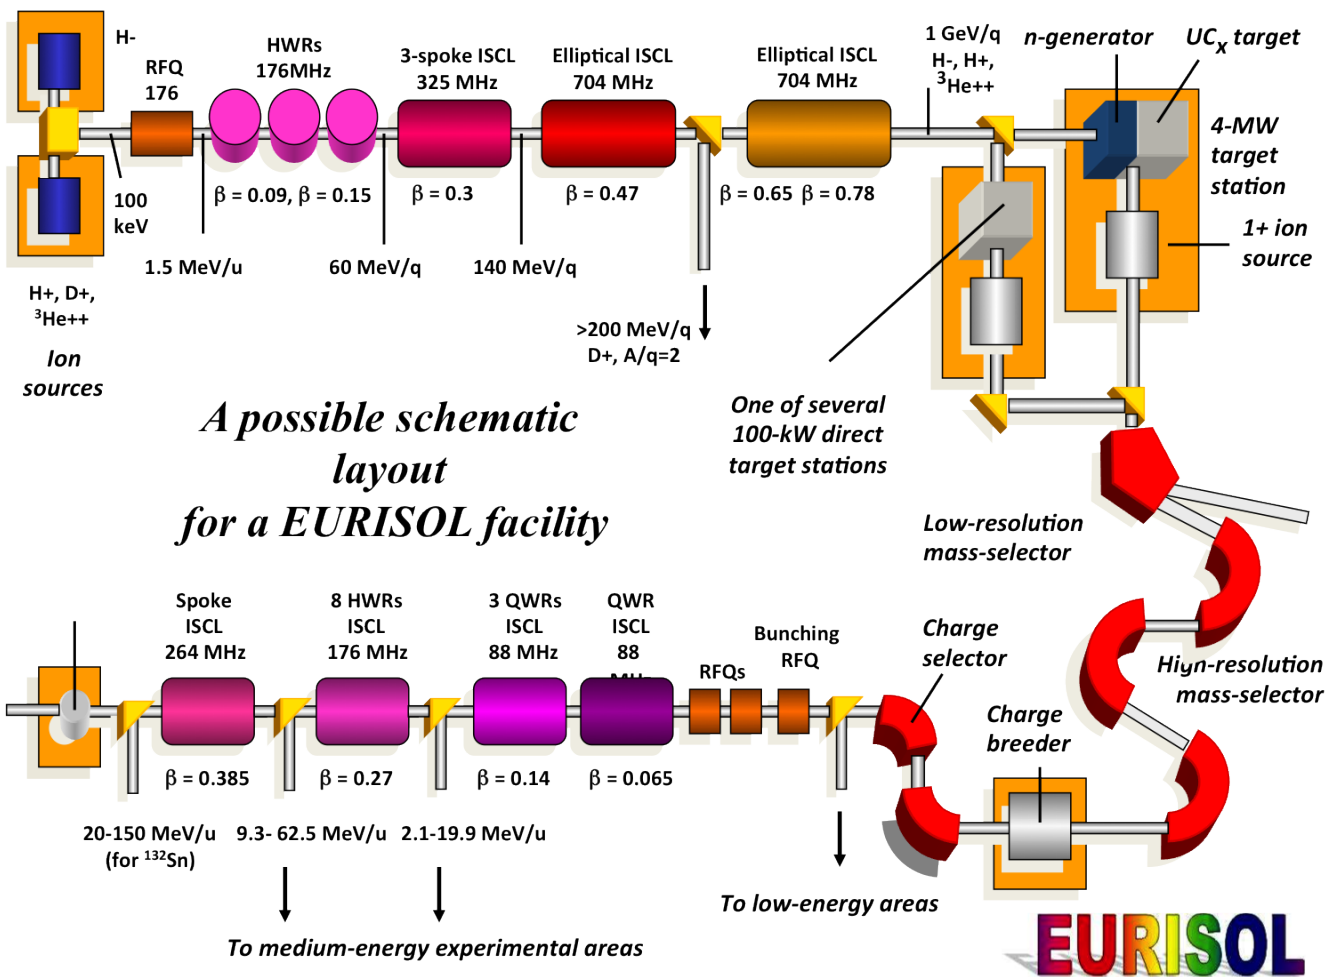 H-
RFQ
176
HWRs
176MHz
3-spoke ISCL
325 MHz
Elliptical ISCL
704 MHz
Elliptical ISCL
704 MHz
1 GeV/q
H-, H+,
³He++
n-generator
UCₓ target
4-MW
target
station
100
keV
β = 0.09, β = 0.15
β = 0.3
β = 0.47
β = 0.65 β = 0.78
1+ ion
source
1.5 MeV/u
60 MeV/q
140 MeV/q
H+, D+,
³He++
Ion
sources
>200 MeV/q
D+, A/q=2
One of several
100-kW direct
target stations
A possible schematic
layout
for a EURISOL facility
Low-resolution
mass-selector
Spoke
ISCL
264 MHz
8 HWRs
ISCL
176 MHz
3 QWRs
ISCL
88 MHz
QWR
ISCL
88
MHz
RFQs
Bunching
RFQ
Charge
selector
High-resolution
mass-selector
Charge
breeder
β = 0.385
β = 0.27
β = 0.14
β = 0.065
20-150 MeV/u
(for ¹³²Sn)
9.3- 62.5 MeV/u
2.1-19.9 MeV/u
To low-energy areas
To medium-energy experimental areas
EURISOL